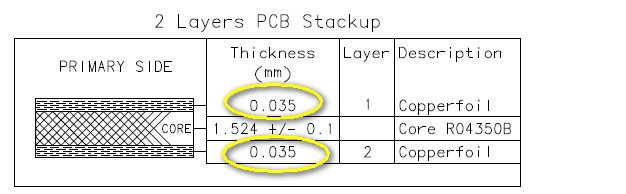 2 Layers PCB Stackup
PRIMARY SIDE
Thickness (mm)
Layer
Description
0.035
1
Copperfoil
CORE
1.524 +/- 0.1
Core RO4350B
0.035
2
Copperfoil